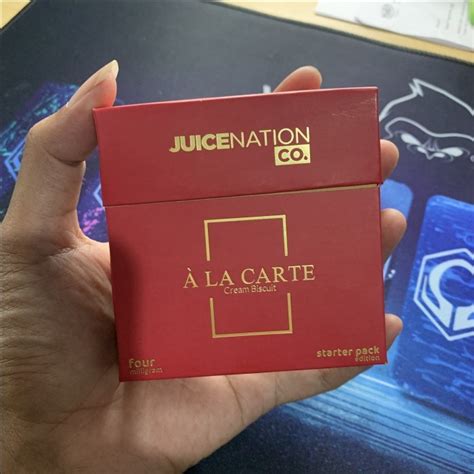 JUICENATION
CO.
À LA CARTE
Cream Biscuit
four
milligram
starter pack
edition